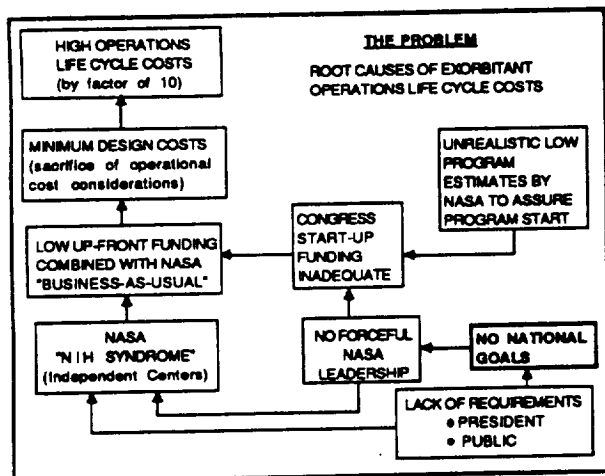 THE PROBLEM
ROOT CAUSES OF EXORBITANT
OPERATIONS LIFE CYCLE COSTS
HIGH OPERATIONS
LIFE CYCLE COSTS
(by factor of 10)
MINIMUM DESIGN COSTS
(sacrifice of operational
cost considerations)
UNREALISTIC LOW
PROGRAM
ESTIMATES BY
NASA TO ASSURE
PROGRAM START
CONGRESS
START-UP
FUNDING
INADEQUATE
LOW UP-FRONT FUNDING
COMBINED WITH NASA
"BUSINESS-AS-USUAL"
NASA
"NIH SYNDROME"
(Independent Centers)
NO FORCEFUL
NASA
LEADERSHIP
NO NATIONAL
GOALS
LACK OF REQUIREMENTS
• PRESIDENT
• PUBLIC